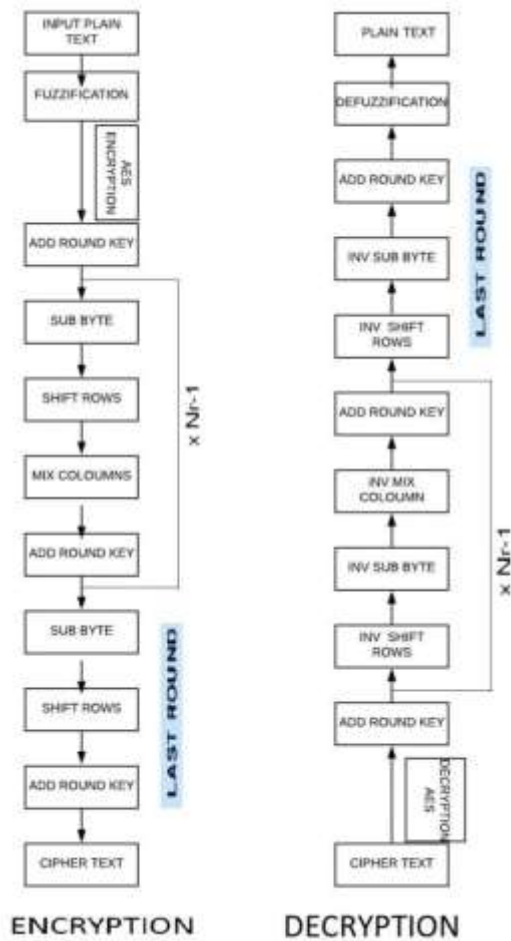 INPUT PLAIN
TEXT
FUZZIFICATION
AES
ENCRYPTION
ADD ROUND KEY
SUB BYTE
SHIFT ROWS
MIX COLOUMNS
ADD ROUND KEY
x Nr-1
SUB BYTE
SHIFT ROWS
ADD ROUND KEY
LAST ROUND
CIPHER TEXT
ENCRYPTION
PLAIN TEXT
DEFUZZIFICATION
ADD ROUND KEY
INV SUB BYTE
INV SHIFT
ROWS
LAST ROUND
ADD ROUND KEY
INV MIX
COLOUMN
INV SUB BYTE
INV SHIFT
ROWS
x Nr-1
ADD ROUND KEY
DECRYPTION
AES
CIPHER TEXT
DECRYPTION